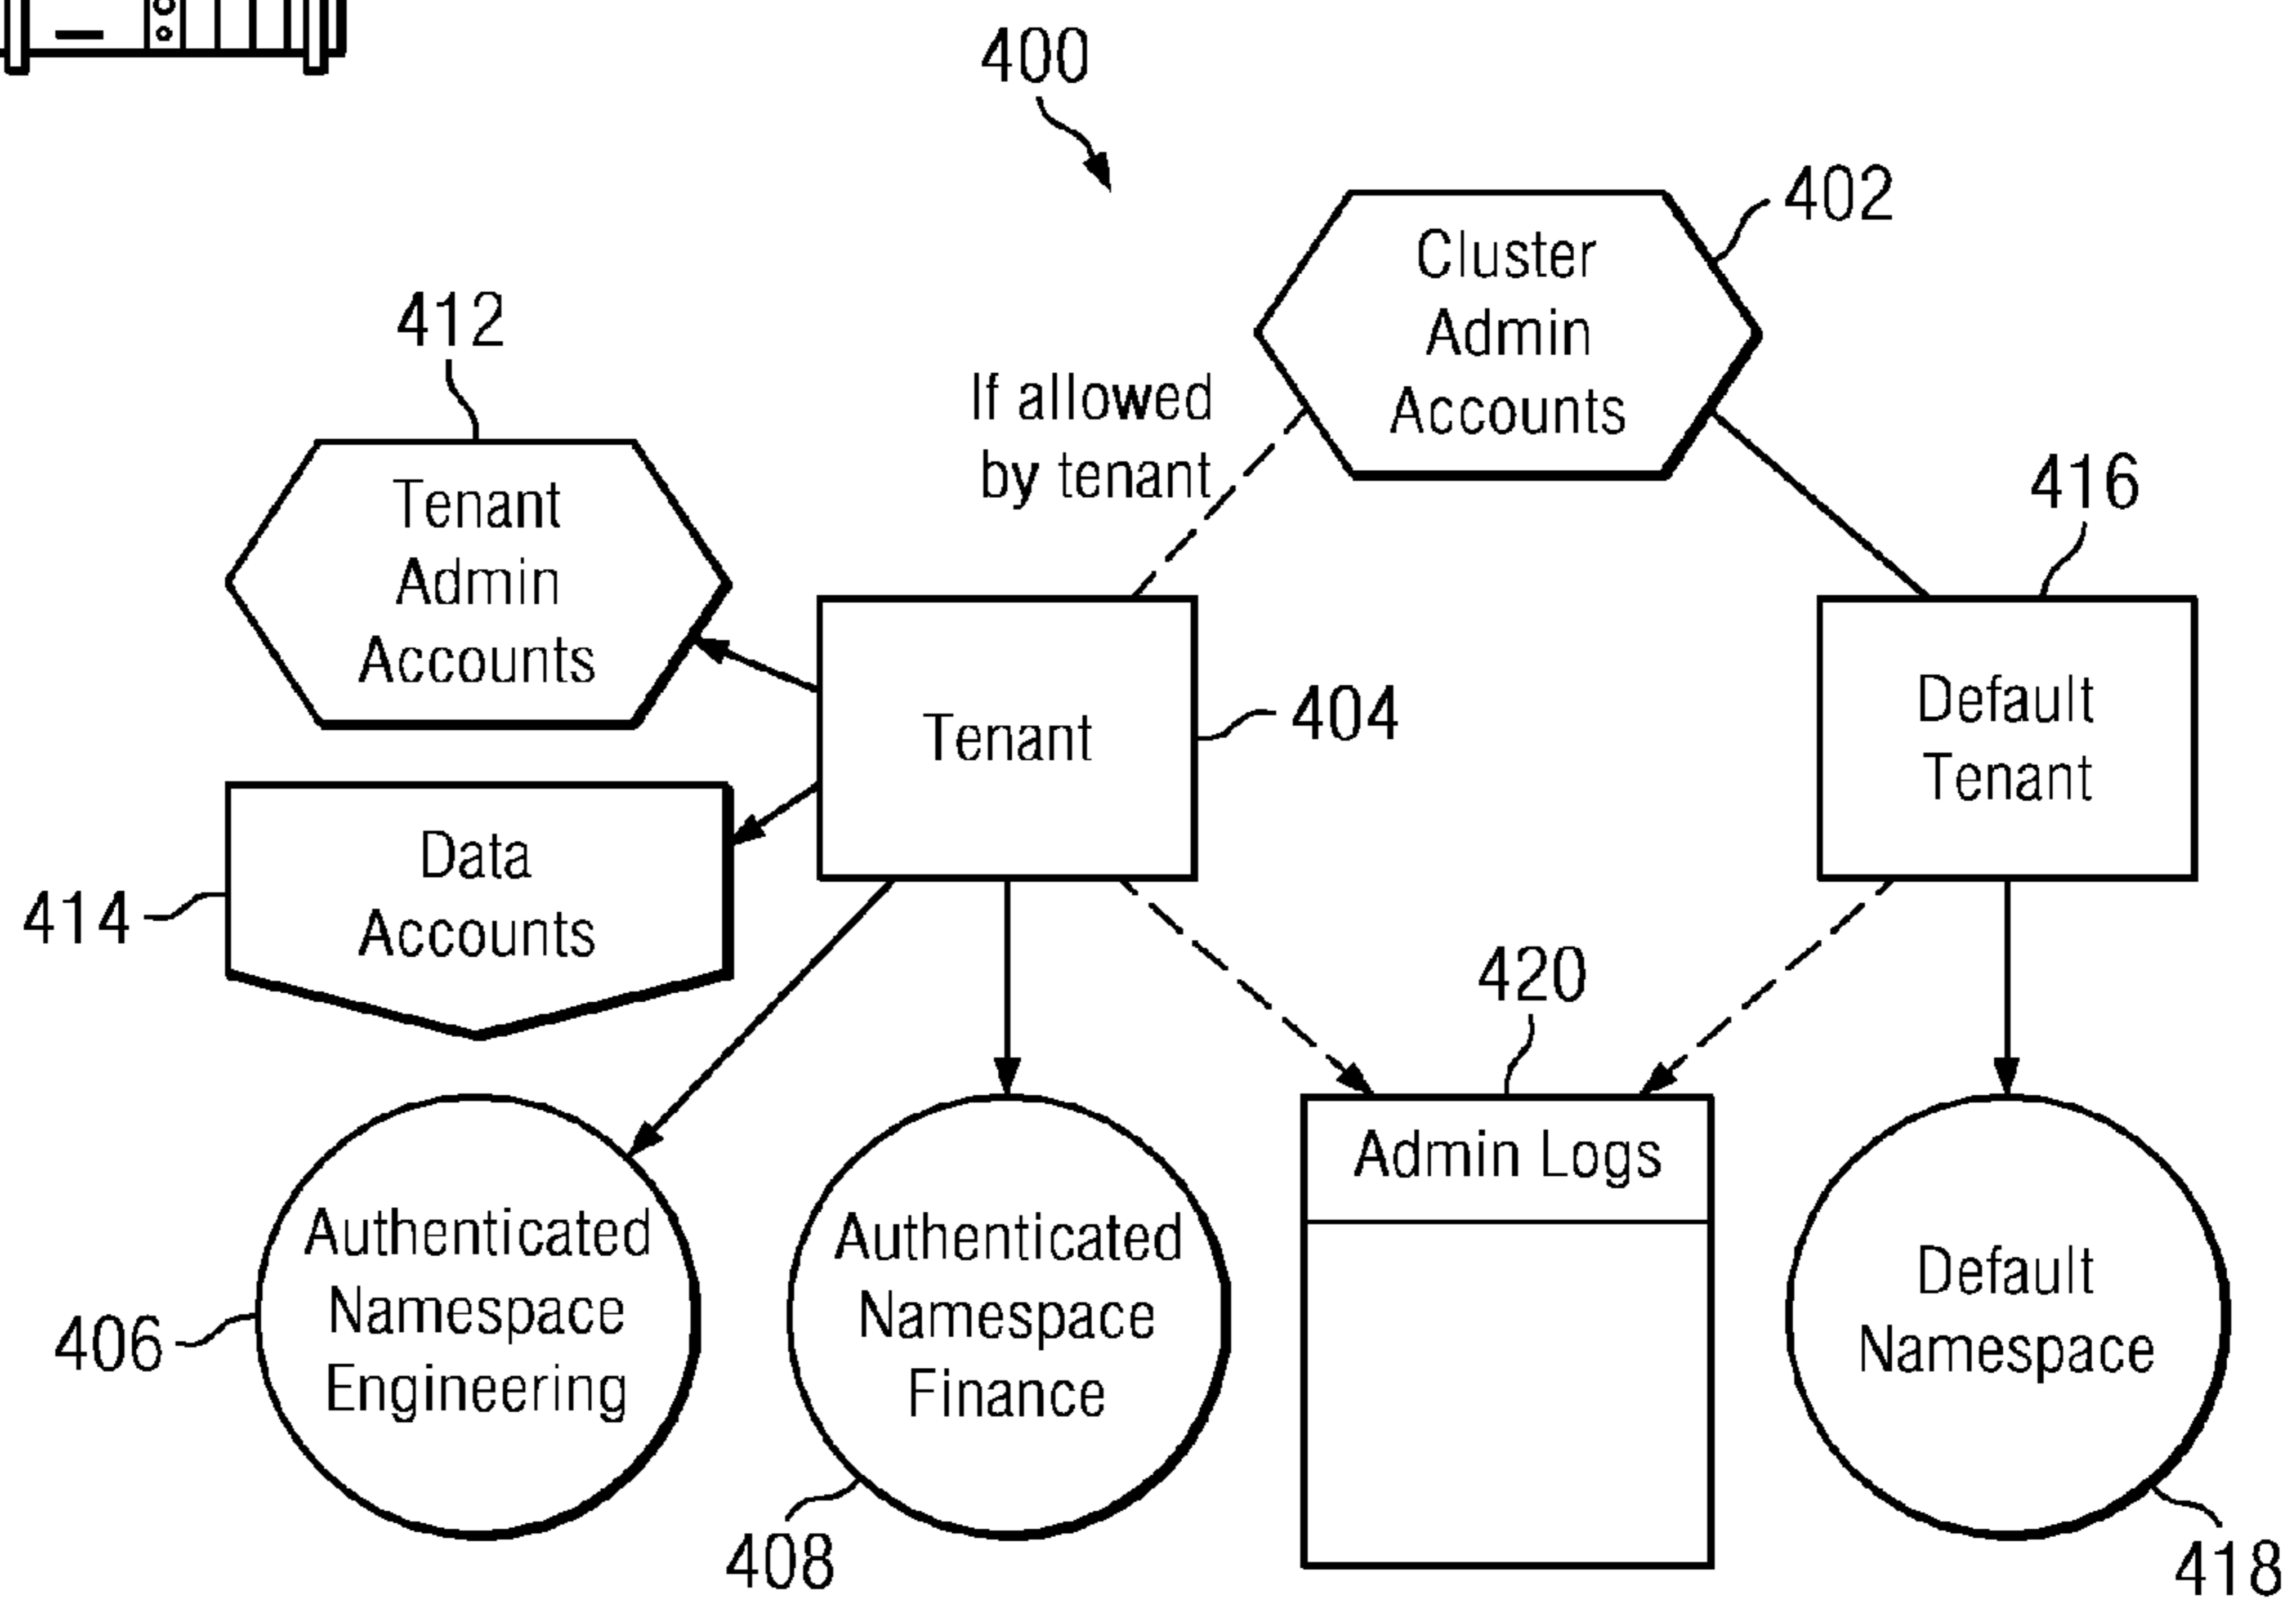 400
402
Cluster
Admin
Accounts
412
If allowed
by tenant
416
Tenant
Admin
Accounts
Tenant
404
Default
Tenant
Data
Accounts
414
420
Admin Logs
Authenticated
Namespace
Engineering
406
Authenticated
Namespace
Finance
408
Default
Namespace
418